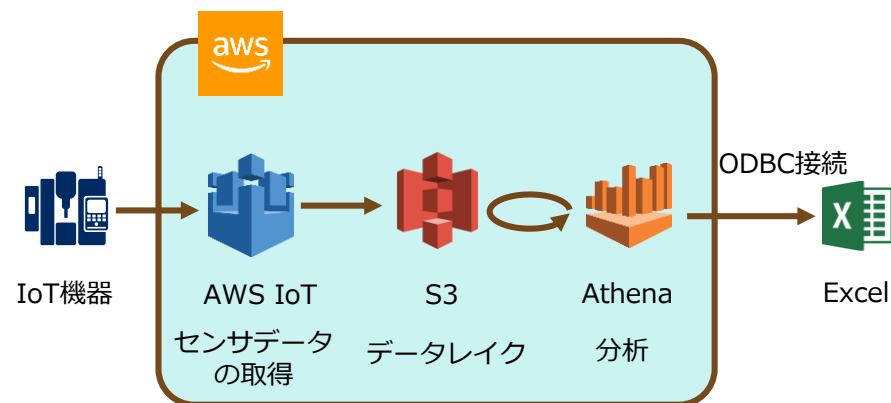 aws
ODBC接続
X
IoT機器
AWS IoT
S3
Athena
Excel
センサデータ
の取得
データレイク
分析